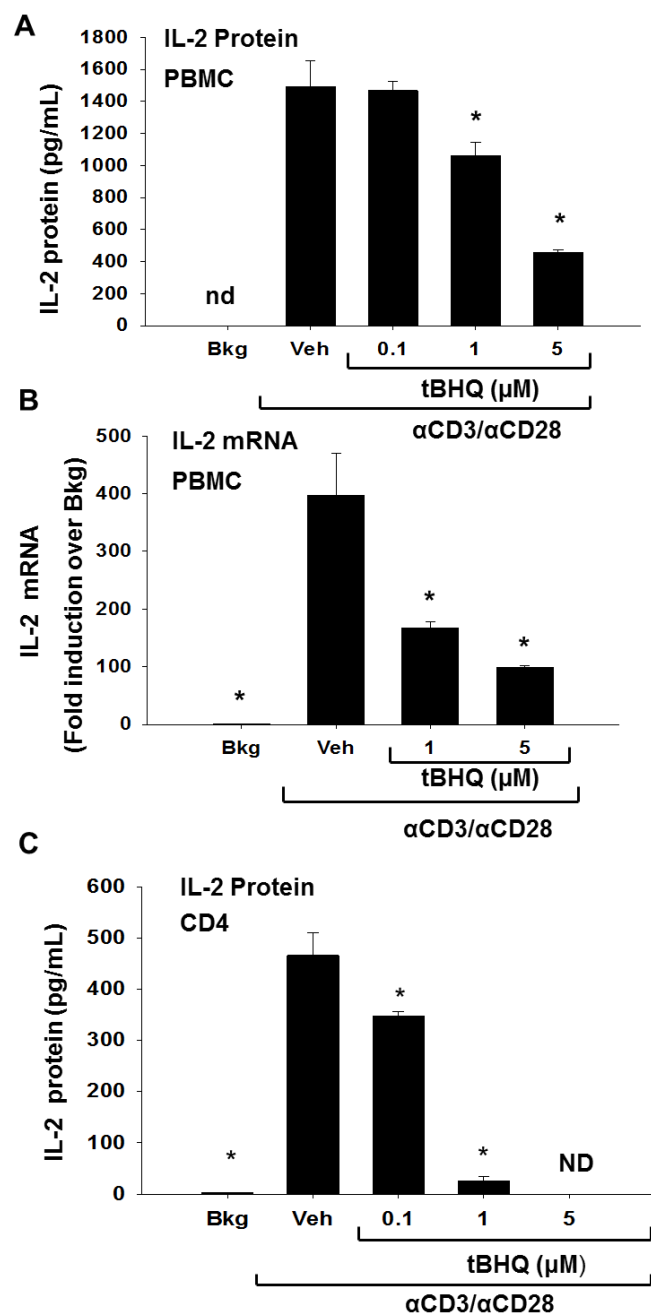 A
IL-2 Protein
PBMC
IL-2 protein (pg/mL)
1800
1600
1400
1200
1000
800
600
400
200
0
nd
*
*
Bkg Veh 0.1 1 5
tBHQ (µM)
αCD3/αCD28
B
IL-2 mRNA
PBMC
IL-2 mRNA
(Fold induction over Bkg)
500
400
300
200
100
0
*
*
*
Bkg Veh 1 5
tBHQ (µM)
αCD3/αCD28
C
IL-2 Protein
CD4
IL-2 protein (pg/mL)
600
500
400
300
200
100
0
*
*
*
ND
Bkg Veh 0.1 1 5
tBHQ (µM)
αCD3/αCD28